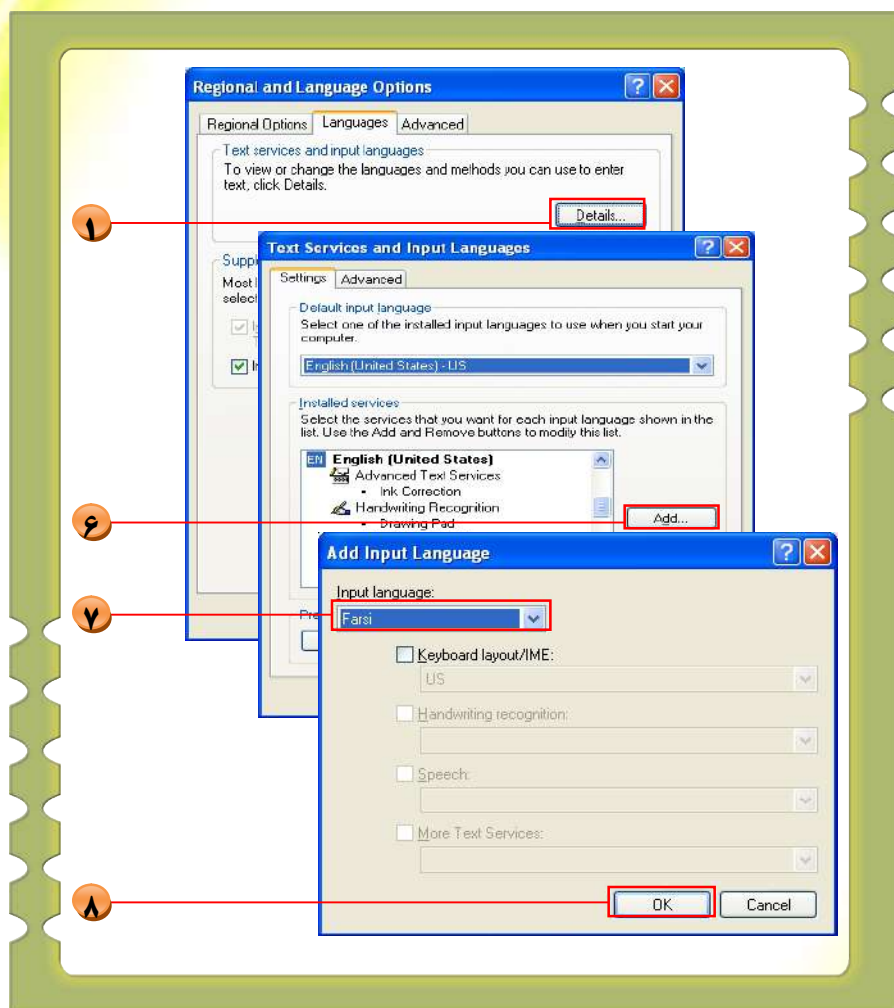 Regional and Language Options
Regional Options Languages Advanced
Text services and input languages
To view or change the languages and methods you can use to enter
text, click Details.
۱
Details...
Text Services and Input Languages
Settings Advanced
Default input language
Select one of the installed input languages to use when you start your
computer.
English (United States) - US
Installed services
Select the services that you want for each input language shown in the
list. Use the Add and Remove buttons to modify this list.
EN English (United States)
Advanced Text Services
• Ink Correction
Handwriting Recognition
• Drawing Pad
۶
Add...
Add Input Language
Input language:
۷
Farsi
Keyboard layout/IME:
US
Handwriting recognition:
Speech:
More Text Services:
۸
OK Cancel